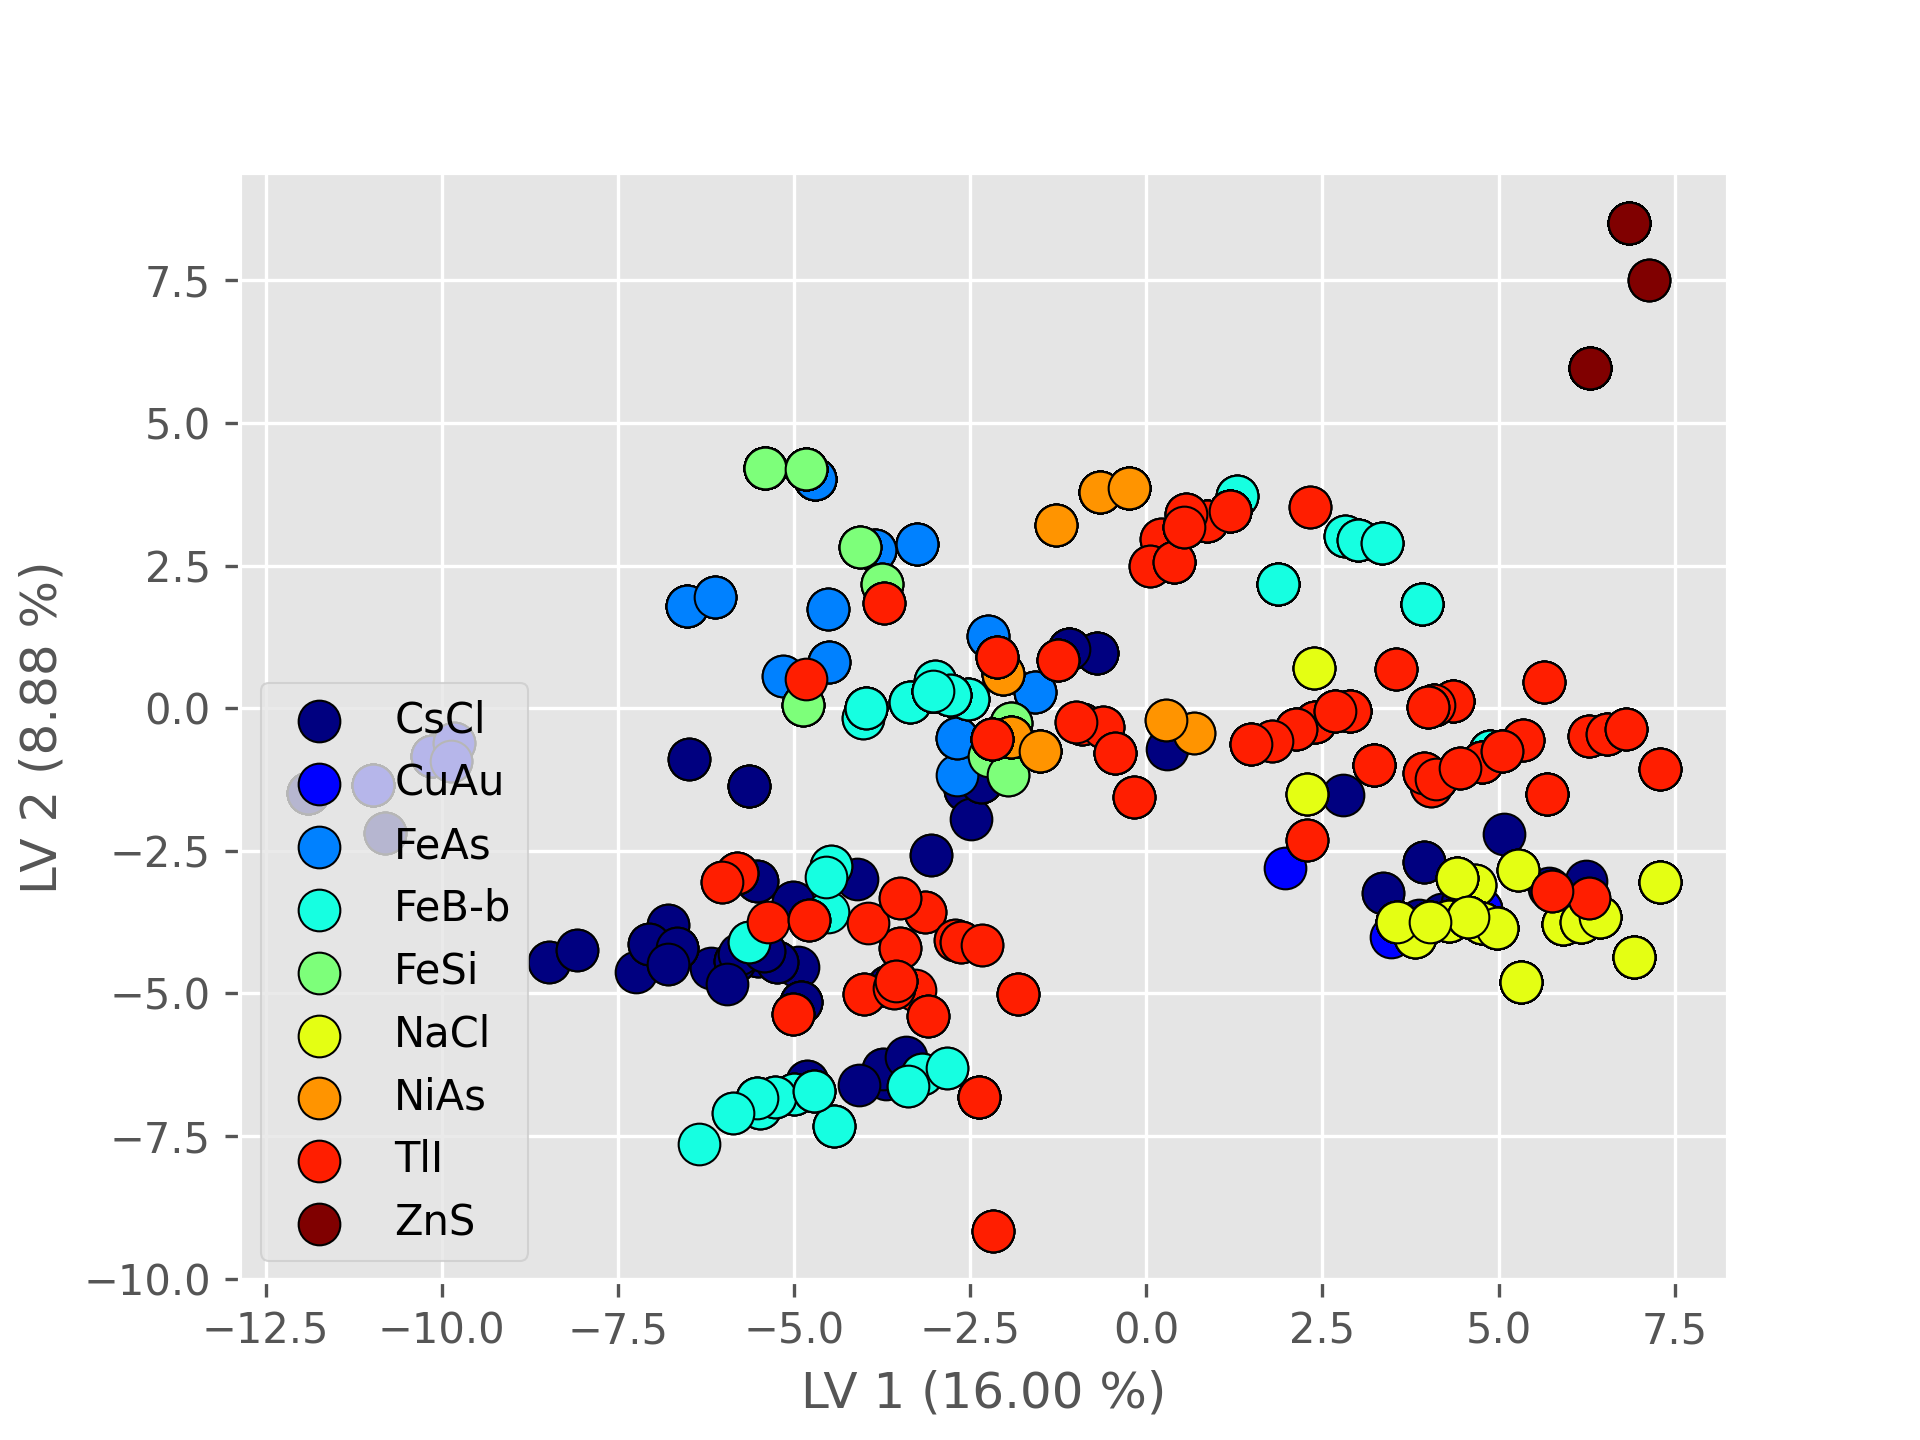 7.5
5.0
2.5
0.0
−2.5
−5.0
−7.5
−10.0
LV 2 (8.88 %)
CsCl
CuAu
FeAs
FeB-b
FeSi
NaCl
NiAs
TlI
ZnS
−12.5 −10.0 −7.5 −5.0 −2.5 0.0 2.5 5.0 7.5
LV 1 (16.00 %)